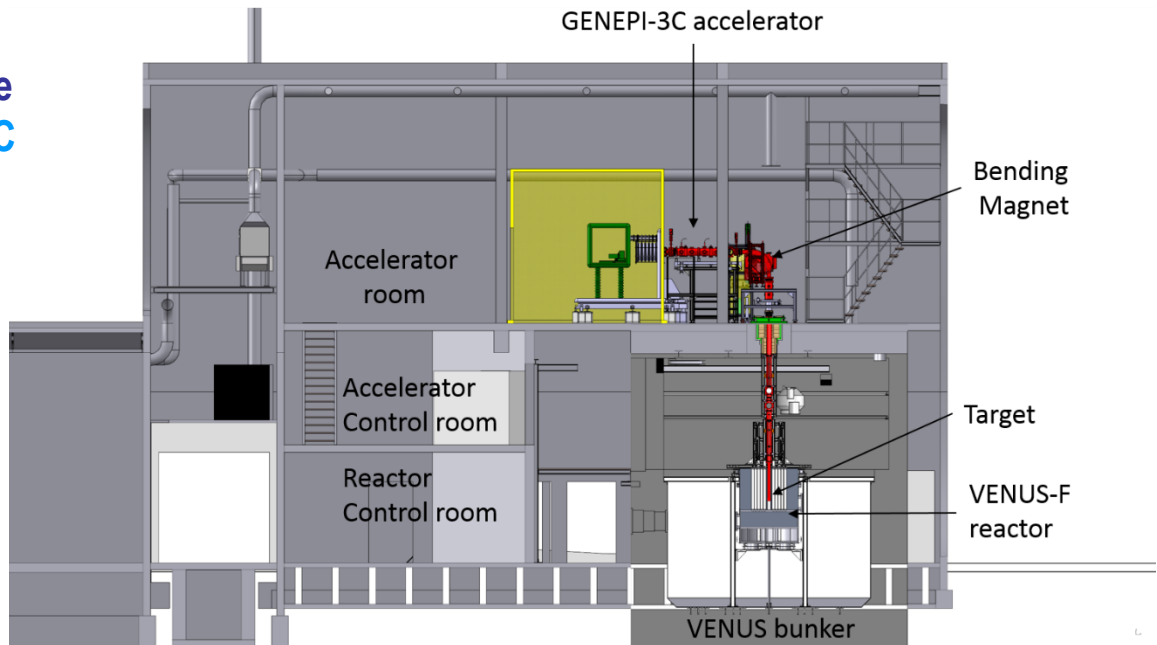 GENEPI-3C accelerator
e
C
Bending
Magnet
Accelerator
room
Accelerator
Control room
Target
Reactor
Control room
VENUS-F
reactor
VENUS bunker